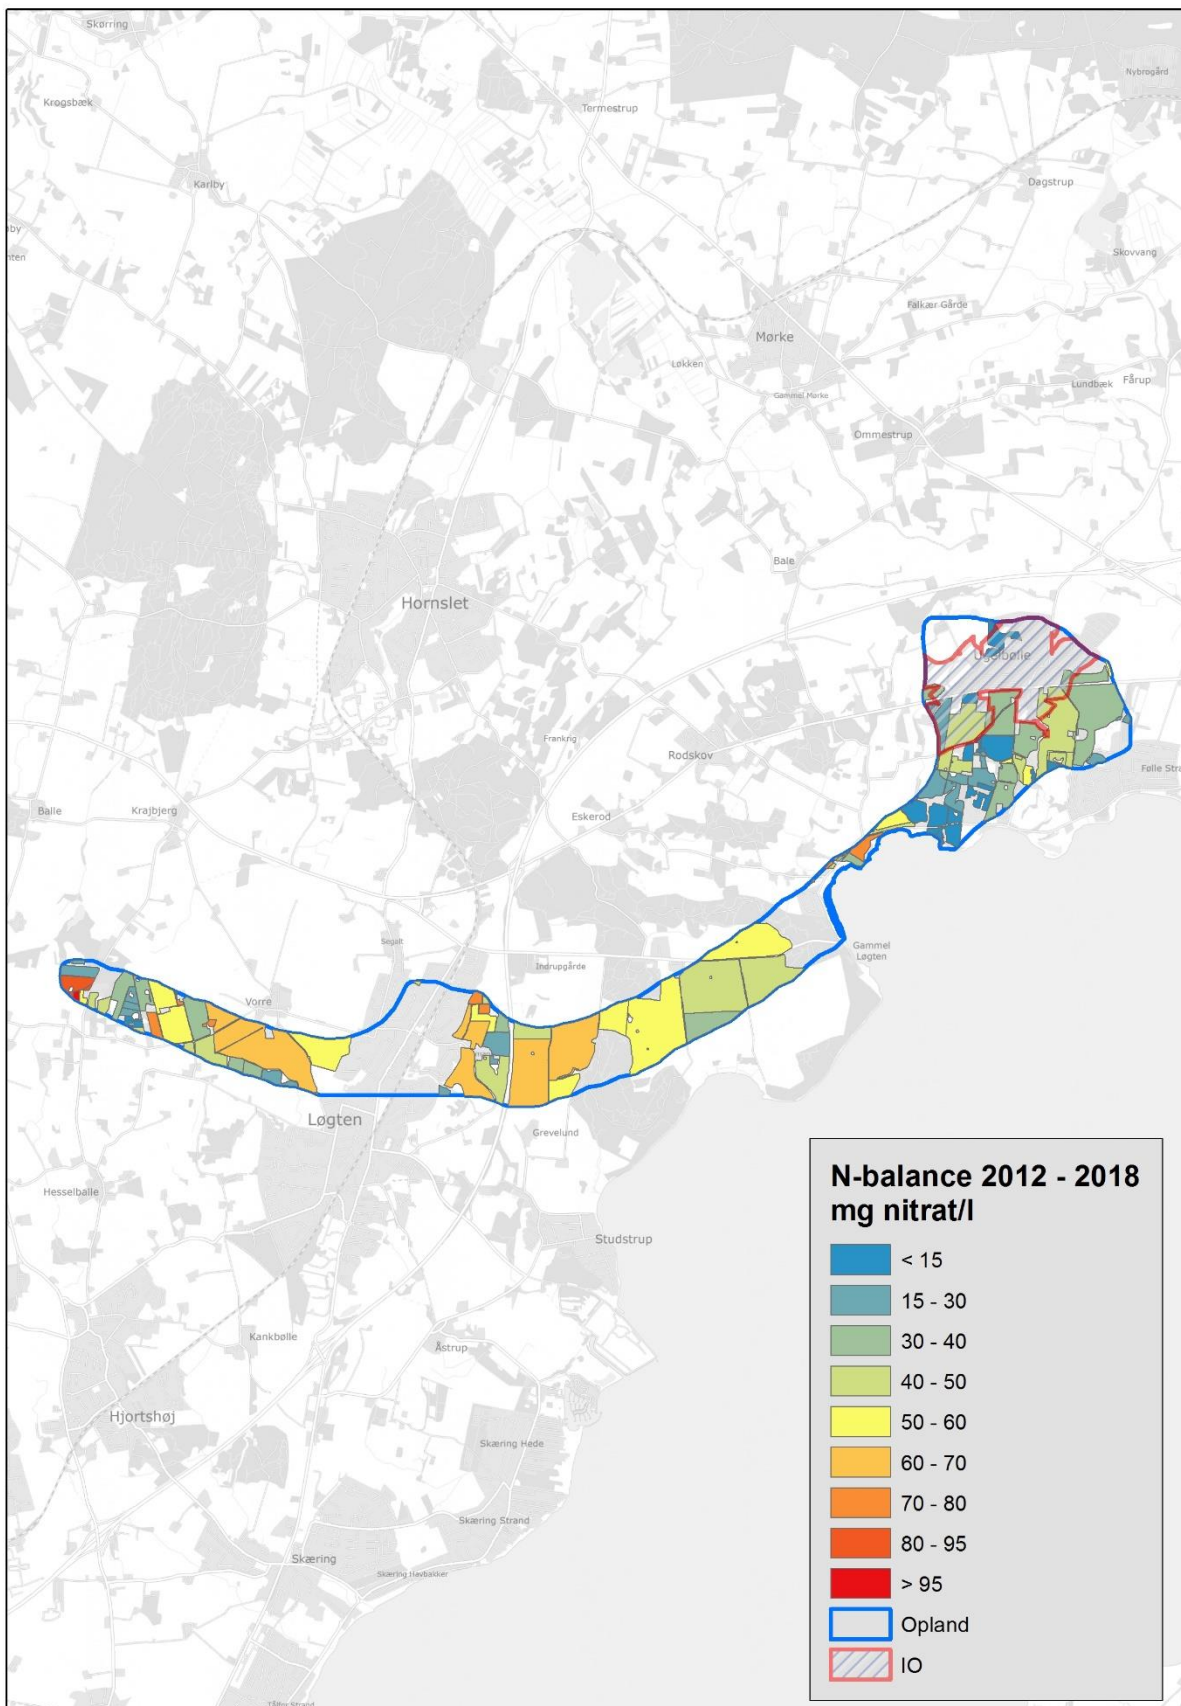 Skørring
Nybrogård
Krogsbæk
Termestrup
Karlby
Dagstrup
Skovvang
Falkær Gårde
Mørke
Løkken
Lundbæk
Fårup
Gammel Mørke
Ommestrup
Bale
Hornslet
Ugelbølle
Frankrig
Rodskov
Følle Stra
Balle
Krajbjerg
Eskerod
Segalt
Gammel
Løgten
Indrupgårde
Vorre
Løgten
Grevelund
Hesselballe
Studstrup
Kankbølle
Åstrup
Hjortshøj
Skæring Hede
Skæring Strand
Skæring
Skæring Havbakker
N-balance 2012 - 2018
mg nitrat/l
< 15
15 - 30
30 - 40
40 - 50
50 - 60
60 - 70
70 - 80
80 - 95
> 95
Opland
IO